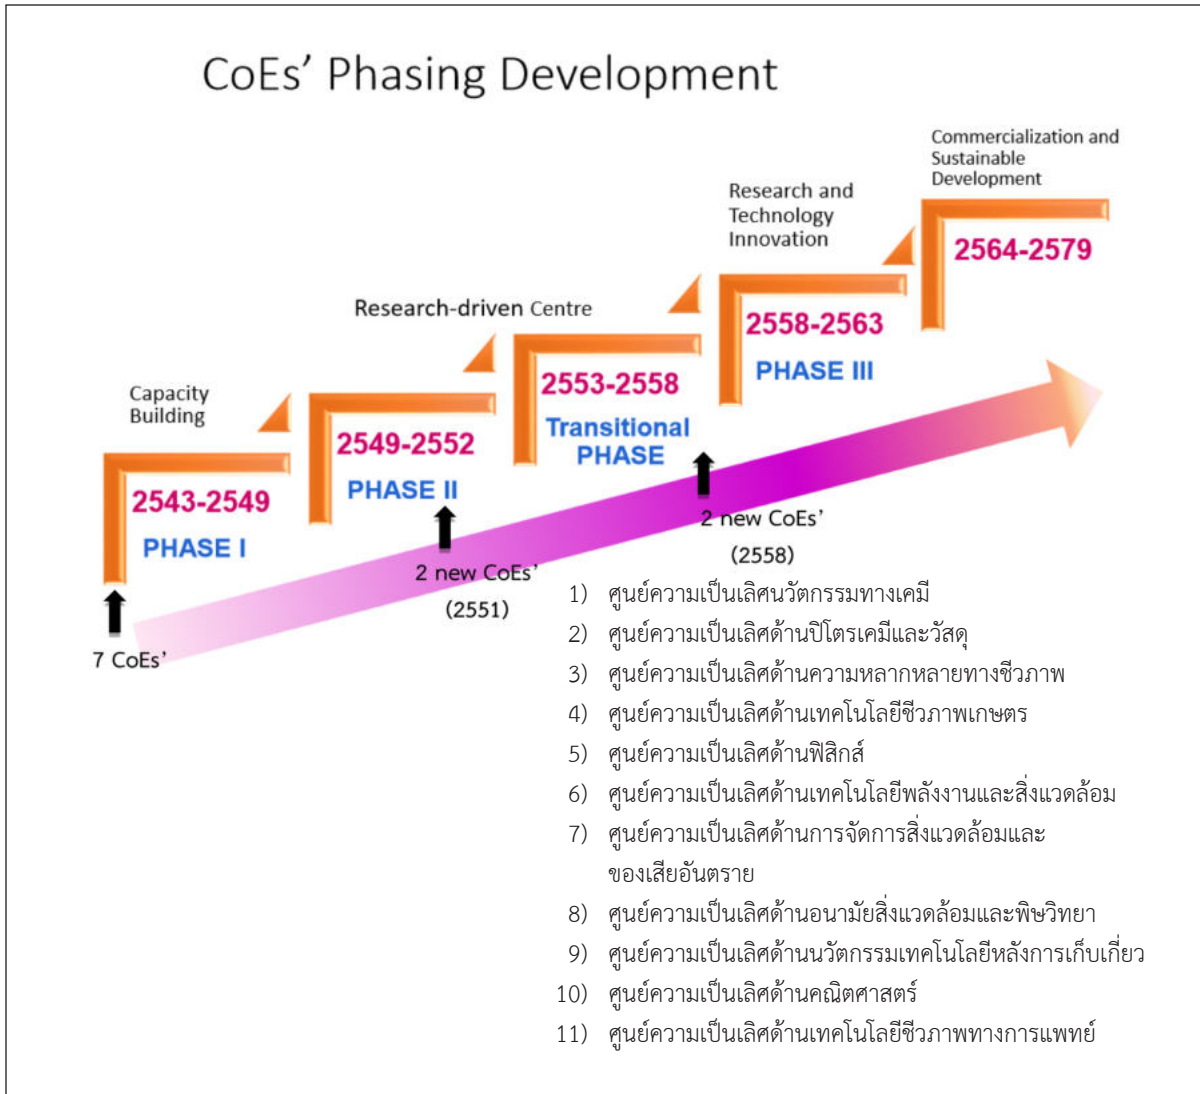 CoEs’ Phasing Development
Commercialization and
Sustainable
Development
2564-2579
Research and
Technology
Innovation
2558-2563
PHASE III
Research-driven Centre
2553-2558
Transitional
PHASE
Capacity
Building
2549-2552
PHASE II
2543-2549
PHASE I
7 CoEs’
2 new CoEs’
(2551)
2 new CoEs’
(2558)
1) ศูนย์ความเป็นเลิศนวัตกรรมทางเคมี
2) ศูนย์ความเป็นเลิศด้านปิโตรเคมีและวัสดุ
3) ศูนย์ความเป็นเลิศด้านความหลากหลายทางชีวภาพ
4) ศูนย์ความเป็นเลิศด้านเทคโนโลยีชีวภาพเกษตร
5) ศูนย์ความเป็นเลิศด้านฟิสิกส์
6) ศูนย์ความเป็นเลิศด้านเทคโนโลยีพลังงานและสิ่งแวดล้อม
7) ศูนย์ความเป็นเลิศด้านการจัดการสิ่งแวดล้อมและ
ของเสียอันตราย
8) ศูนย์ความเป็นเลิศด้านอนามัยสิ่งแวดล้อมและพิษวิทยา
9) ศูนย์ความเป็นเลิศด้านนวัตกรรมเทคโนโลยีหลังการเก็บเกี่ยว
10) ศูนย์ความเป็นเลิศด้านคณิตศาสตร์
11) ศูนย์ความเป็นเลิศด้านเทคโนโลยีชีวภาพทางการแพทย์